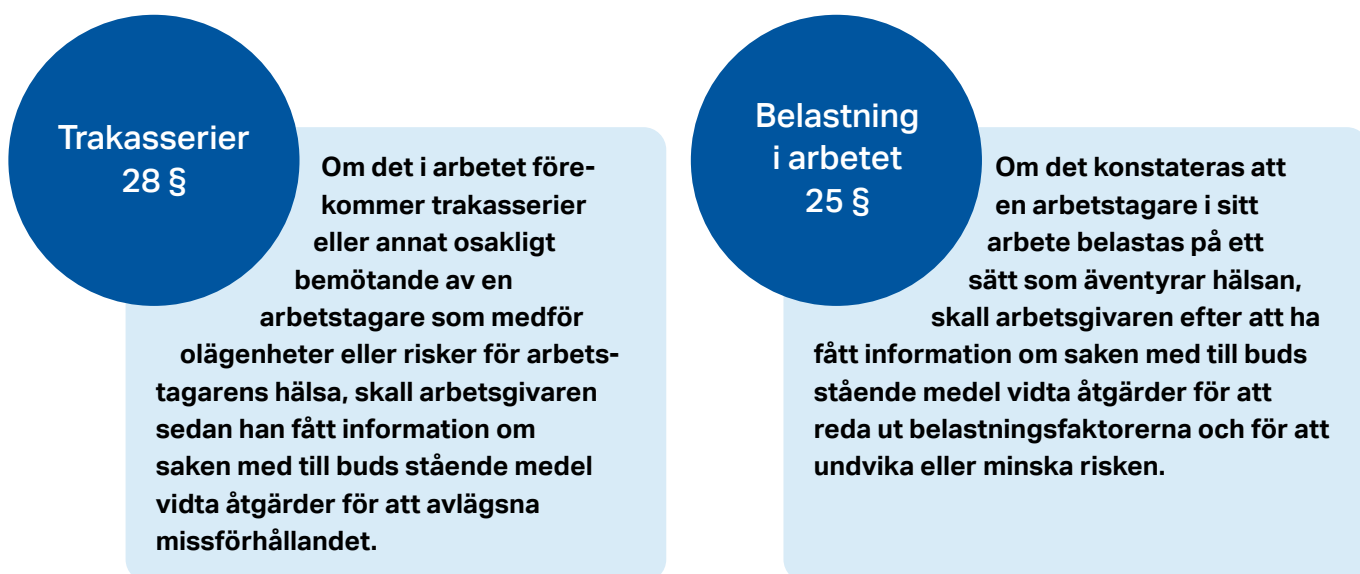 Trakasserier
28 §
Om det i arbetet före-
kommer trakasserier
eller annat osakligt
bemötande av en
arbetstagare som medför
olägenheter eller risker för arbets-
tagarens hälsa, skall arbetsgivaren
sedan han fått information om
saken med till buds stående medel
vidta åtgärder för att avlägsna
missförhållandet.
Belastning
i arbetet
25 §
Om det konstateras att
en arbetstagare i sitt
arbete belastas på ett
sätt som äventyrar hälsan,
skall arbetsgivaren efter att ha
fått information om saken med till buds
stående medel vidta åtgärder för att
reda ut belastningsfaktorerna och för att
undvika eller minska risken.